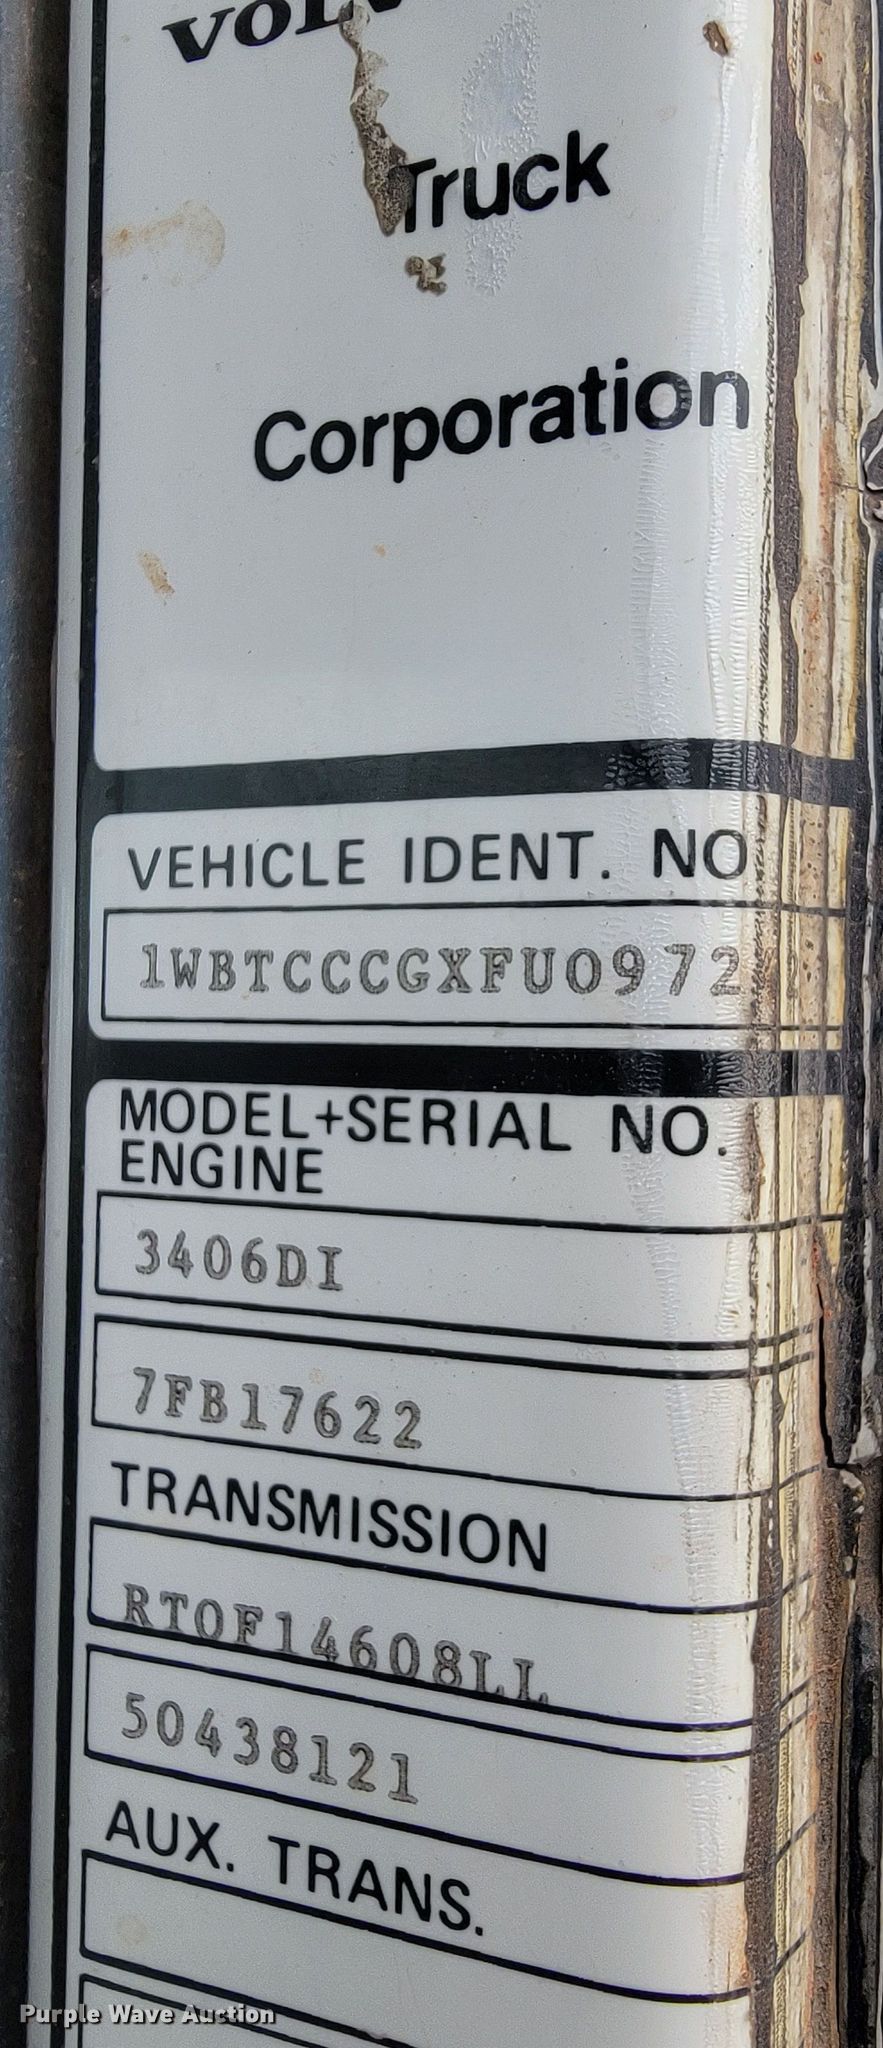 Truck
Corporation
VEHICLE IDENT. NO
1WBTCCCGXFU0972
MODEL+SERIAL NO.
ENGINE
3406DI
7FB17622
TRANSMISSION
RTOF14608LL
50438121
AUX. TRANS.
Purple Wave Auction